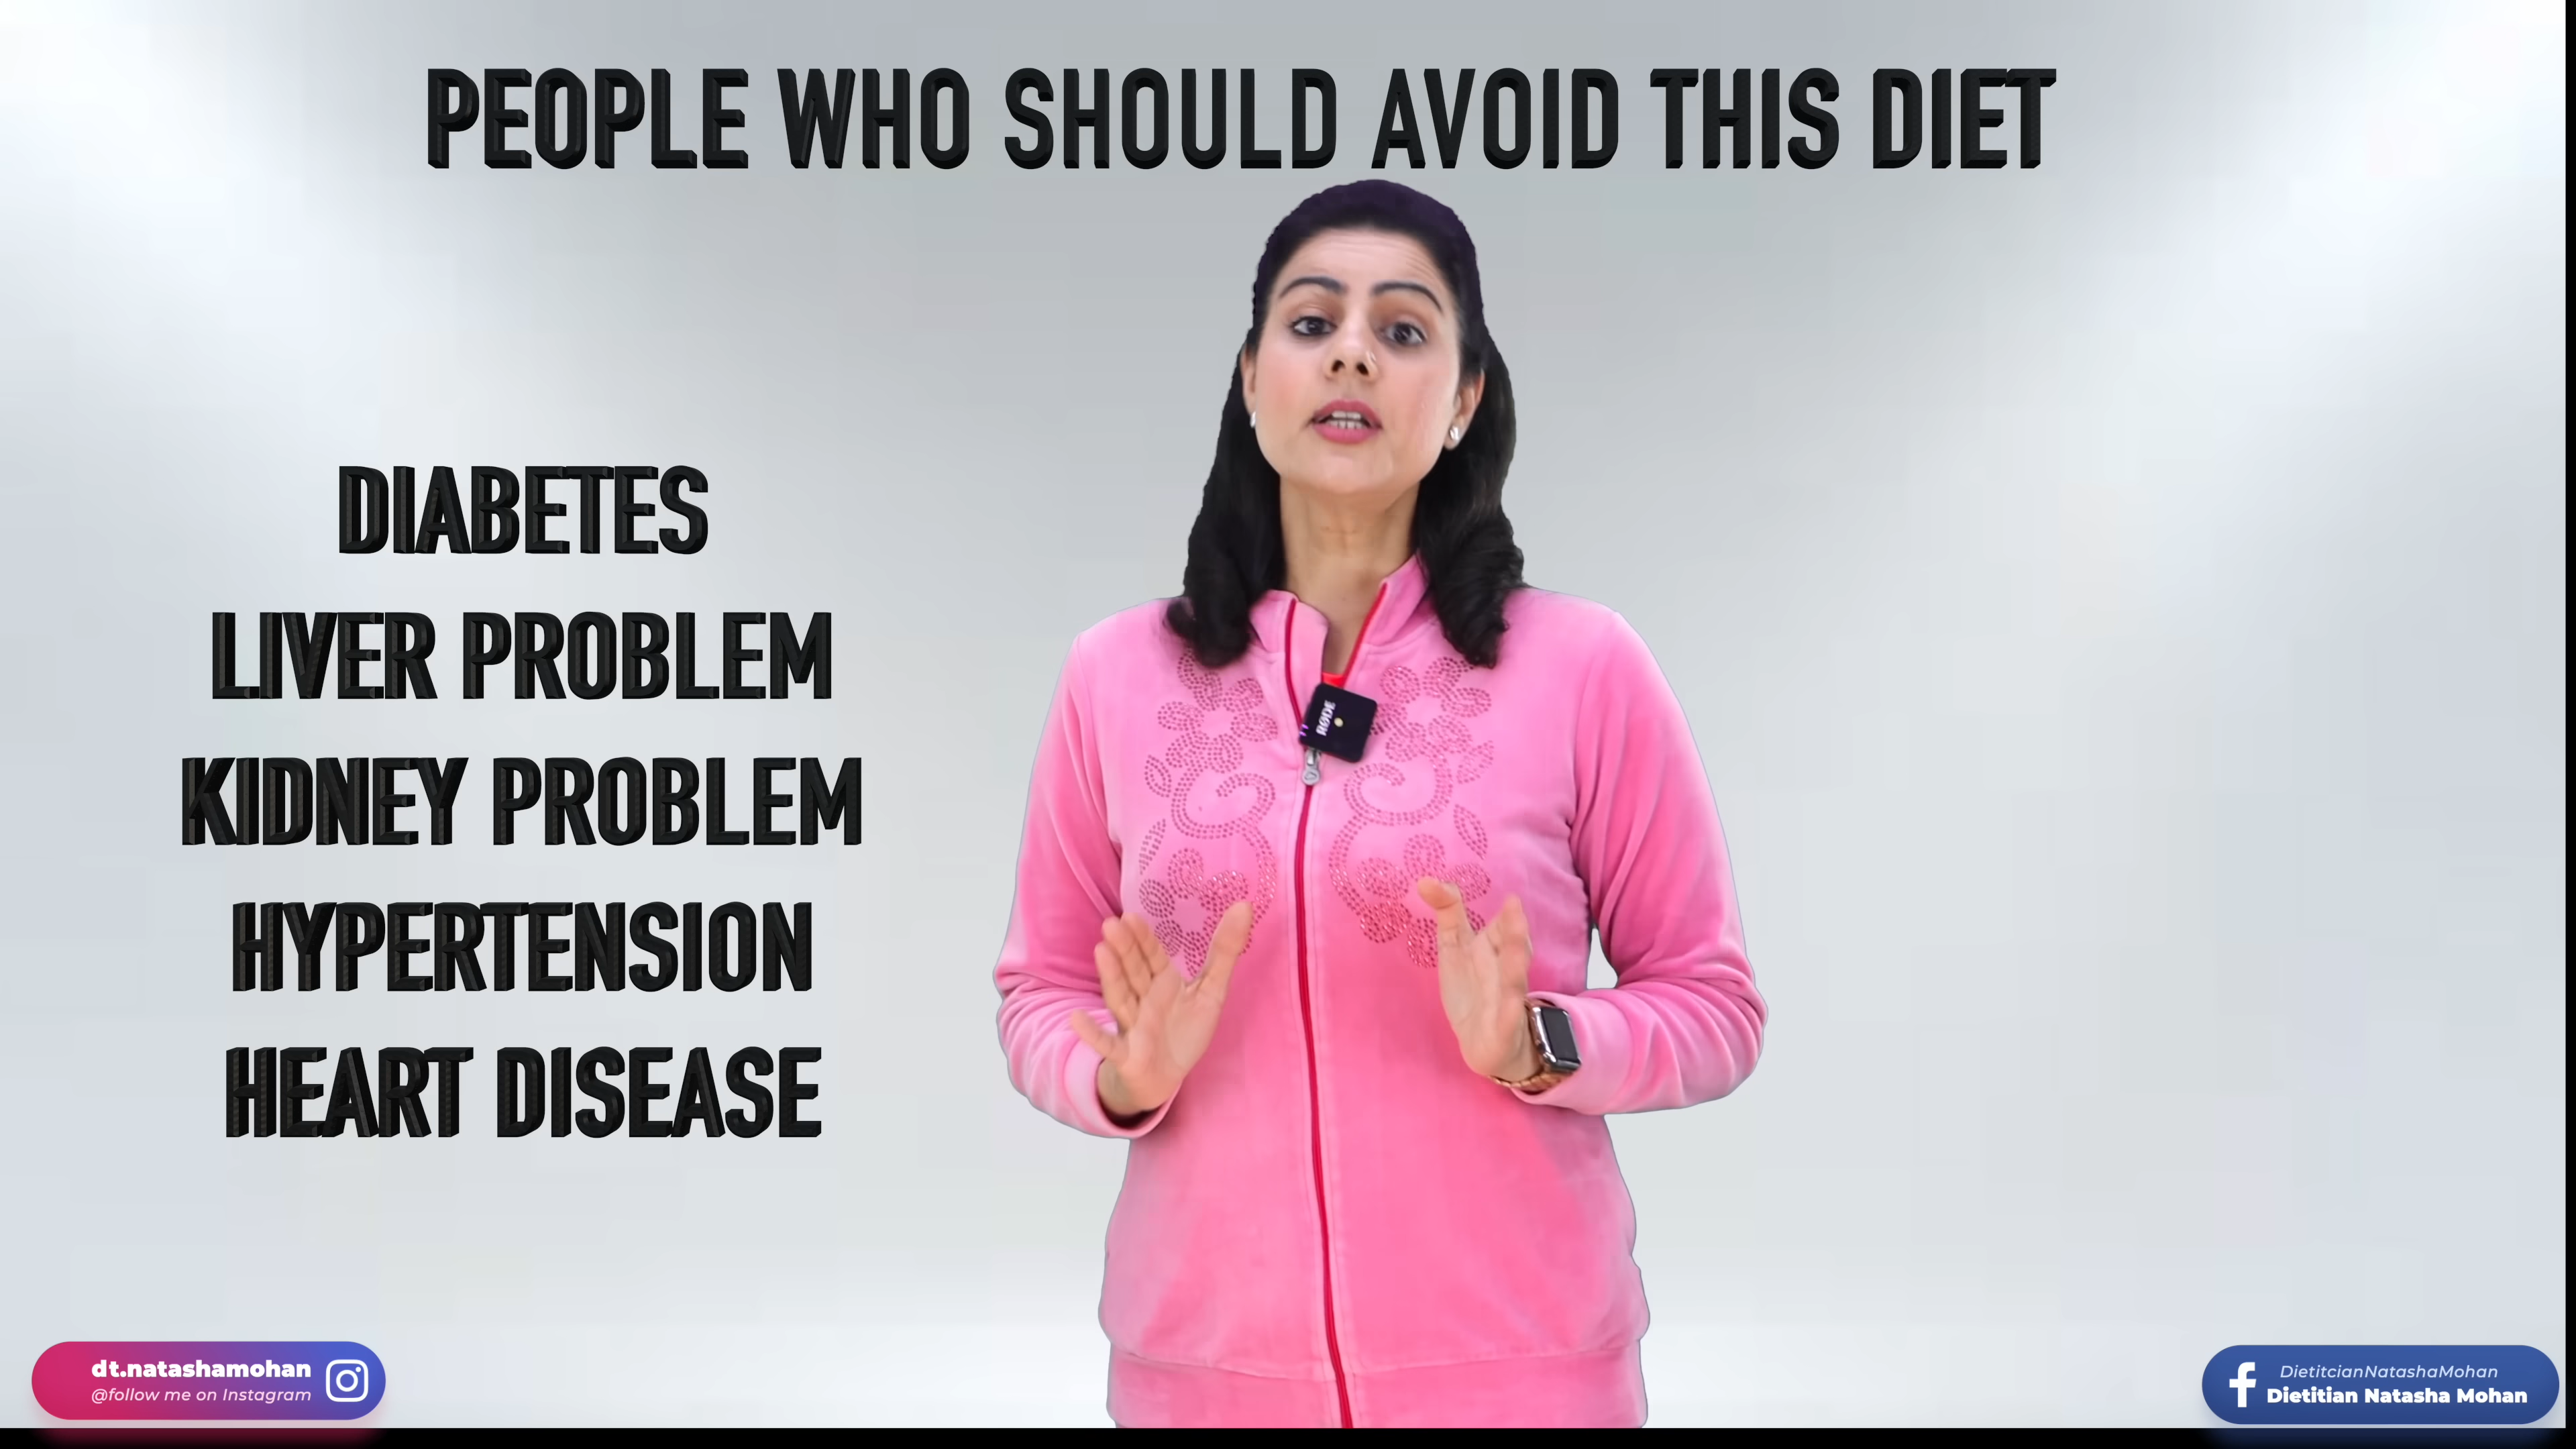 PEOPLE WHO SHOULD AVOID THIS DIET
DIABETES
LIVER PROBLEM
KIDNEY PROBLEM
HYPERTENSION
HEART DISEASE
RØDE
dt.natashamohan
@follow me on Instagram
DietitcianNatashaMohan
Dietitian Natasha Mohan